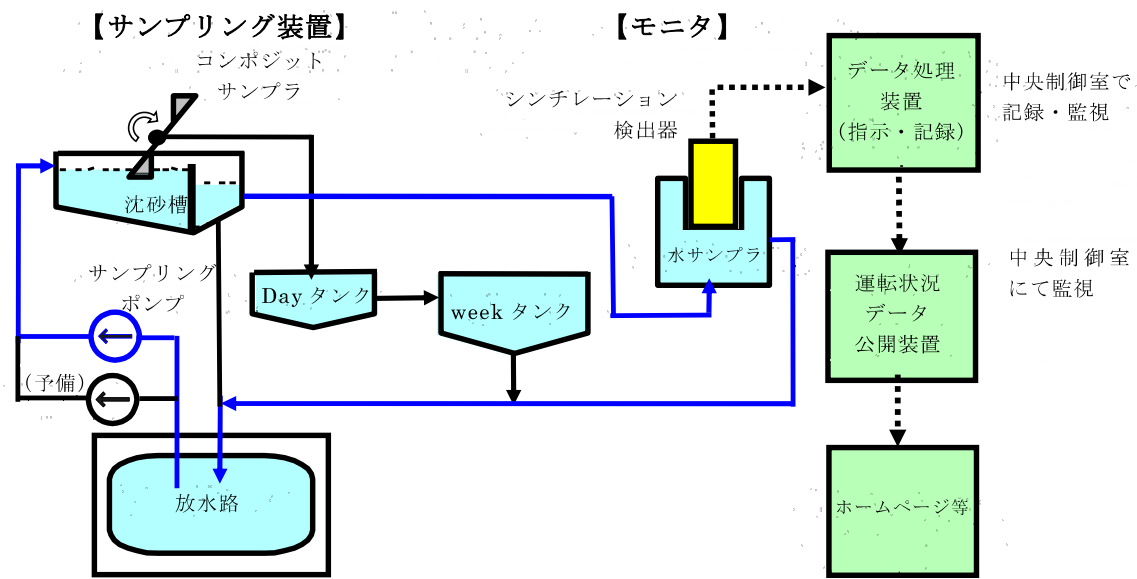 【サンプリング装置】
コンポジット
サンプラ
沈砂槽
サンプリング
ポンプ
(予備)
放水路
Day タンク
week タンク
【モニタ】
シンチレーション
検出器
水サンプラ
データ処理
装置
(指示・記録)
中央制御室で
記録・監視
運転状況
データ
公開装置
中央制御室
にて監視
ホームページ等